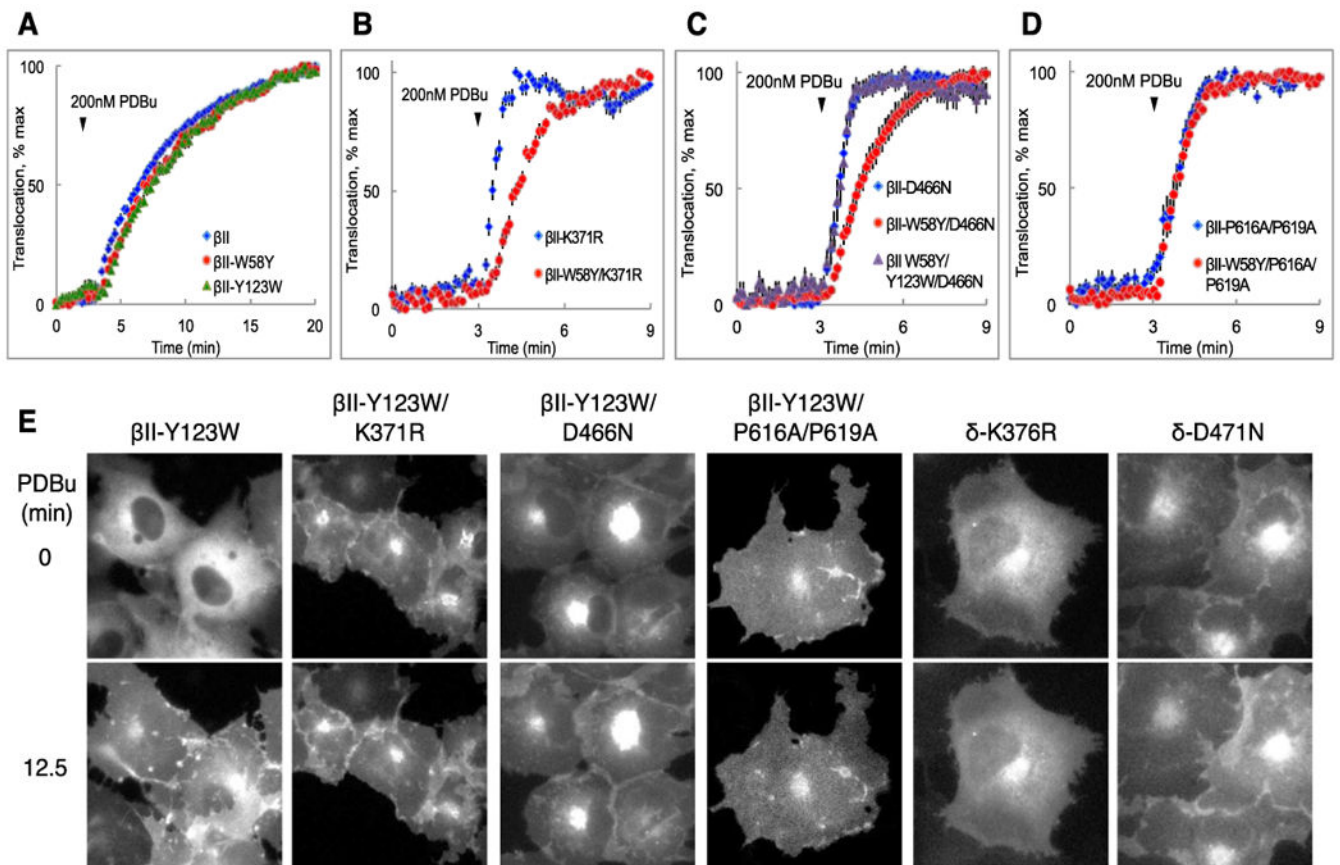 A
Translocation, % max
100
50
0
200nM PDBu
βII
βII-W58Y
βII-Y123W
0
5
10
15
20
Time (min)
B
Translocation, % max
100
50
0
200nM PDBu
βII-K371R
βII-W58Y/K371R
0
3
6
9
Time (min)
C
Translocation, % max
100
50
0
200nM PDBu
βII-D466N
βII-W58Y/D466N
βII W58Y/
Y123W/D466N
0
3
6
9
Time (min)
D
Translocation, % max
100
50
0
200nM PDBu
βII-P616A/P619A
βII-W58Y/P616A/
P619A
0
3
6
9
Time (min)
E
βII-Y123W
βII-Y123W/
K371R
βII-Y123W/
D466N
βII-Y123W/
P616A/P619A
δ-K376R
δ-D471N
PDBu
(min)
0
12.5